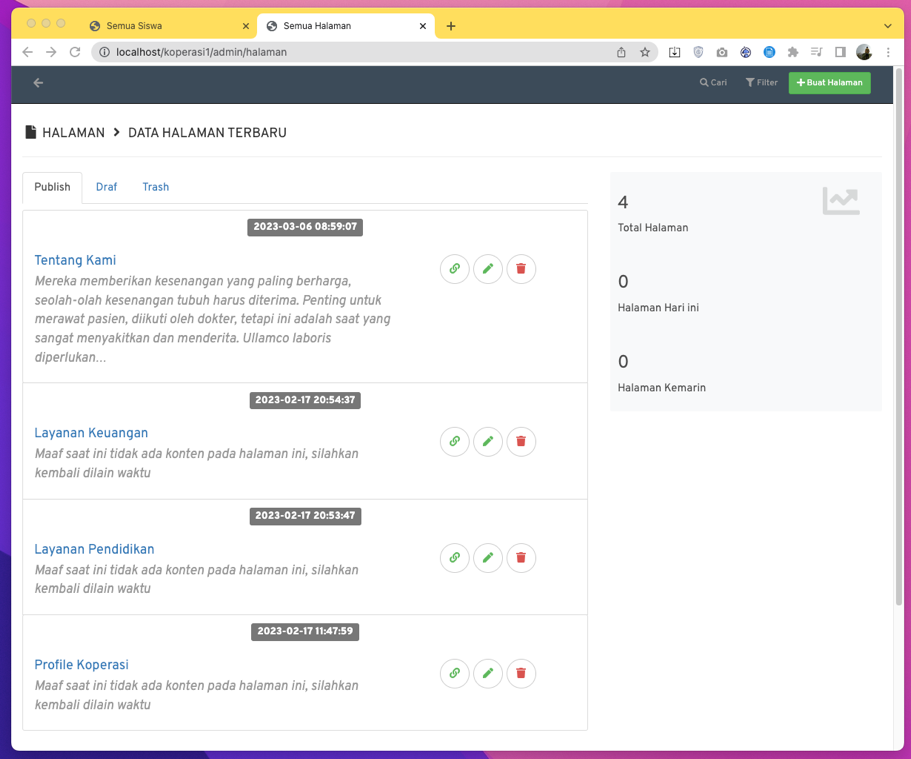 Semua Siswa
Semua Halaman
localhost/koperasi1/admin/halaman
Cari
Filter
Buat Halaman
HALAMAN
DATA HALAMAN TERBARU
Publish
Draf
Trash
2023-03-06 08:59:07
Tentang Kami
Mereka memberikan kesenangan yang paling berharga,
seolah-olah kesenangan tubuh harus diterima. Penting untuk
merawat pasien, diikuti oleh dokter, tetapi ini adalah saat yang
sangat menyakitkan dan menderita. Ullamco laboris
diperlukan...
2023-02-17 20:54:37
Layanan Keuangan
Maaf saat ini tidak ada konten pada halaman ini, silahkan
kembali dilain waktu
2023-02-17 20:53:47
Layanan Pendidikan
Maaf saat ini tidak ada konten pada halaman ini, silahkan
kembali dilain waktu
2023-02-17 11:47:59
Profile Koperasi
Maaf saat ini tidak ada konten pada halaman ini, silahkan
kembali dilain waktu
4
Total Halaman
0
Halaman Hari ini
0
Halaman Kemarin